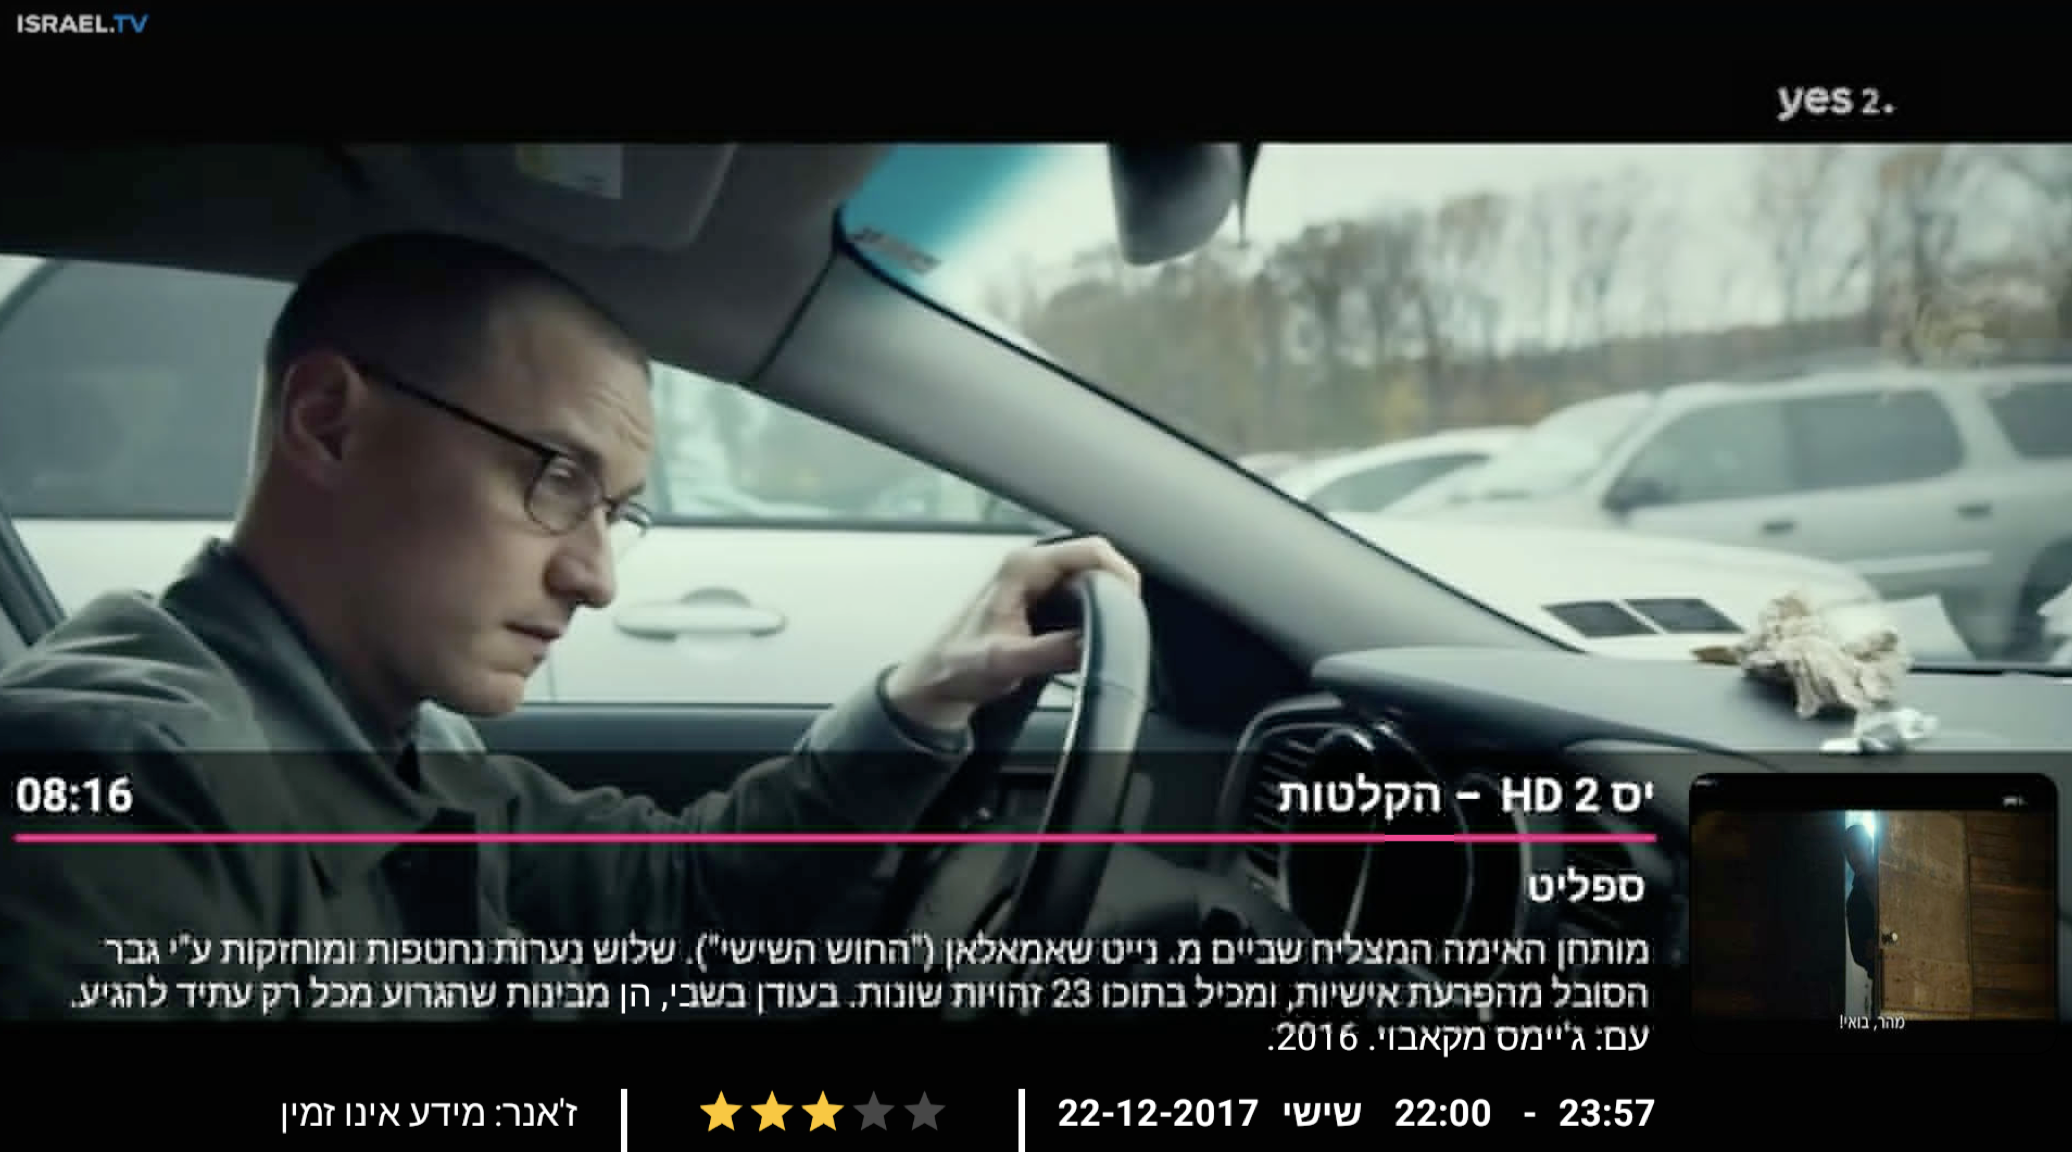 ISRAEL.TV
yes 2.
יס 2 HD – הקלטות
08:16
ספליט
מותחן האימה המצליח שביים מ. נייט שאמאלאן ("החוש השישי"). שלוש נערות נחטפות ומוחזקות ע"י גבר
הסובל מהפרעת אישיות, ומכיל בתוכו 23 זהויות שונות. בעודן בשבי, הן מבינות שהגרוע מכל רק עתיד להגיע.
עם: ג'יימס מקאבוי. 2016.
מהר, בואי!
22-12-2017 שישי 22:00 - 23:57
ז'אנר: מידע אינו זמין